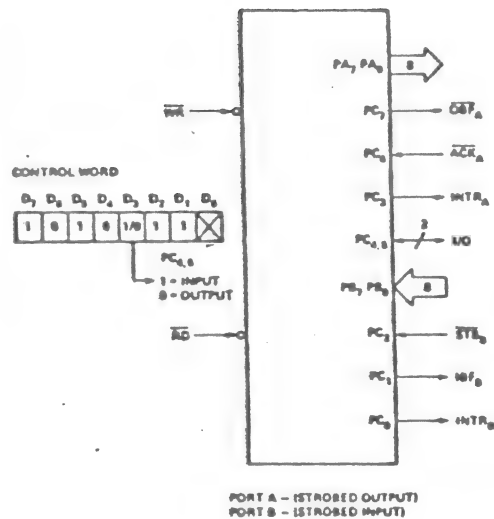 PA7 PA0 8
WR
PC7 OBFA
PC6 ACKA
CONTROL WORD
PC3 INTRA
D7 D6 D5 D4 D3 D2 D1 D0
1 0 1 0 1/0 1 1 X
PC4,5 2 I/O
PC4,5
1 = INPUT
0 = OUTPUT
PB7 PB0 8
RD
PC2 STBB
PC1 IBFB
PC0 INTRB
PORT A – (STROBED OUTPUT)
PORT B – (STROBED INPUT)